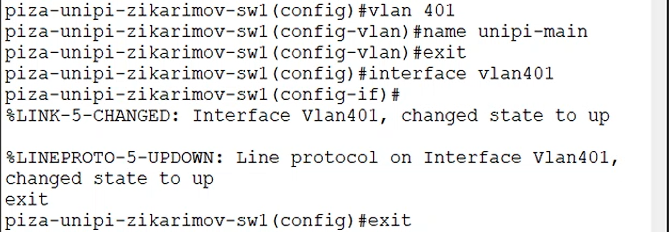 piza-unipi-zikarimov-sw1(config)#vlan 401
piza-unipi-zikarimov-sw1(config-vlan)#name unipi-main
piza-unipi-zikarimov-sw1(config-vlan)#exit
piza-unipi-zikarimov-sw1(config)#interface vlan401
piza-unipi-zikarimov-sw1(config-if)#
%LINK-5-CHANGED: Interface Vlan401, changed state to up
%LINEPROTO-5-UPDOWN: Line protocol on Interface Vlan401,
changed state to up
exit
piza-unipi-zikarimov-sw1(config)#exit